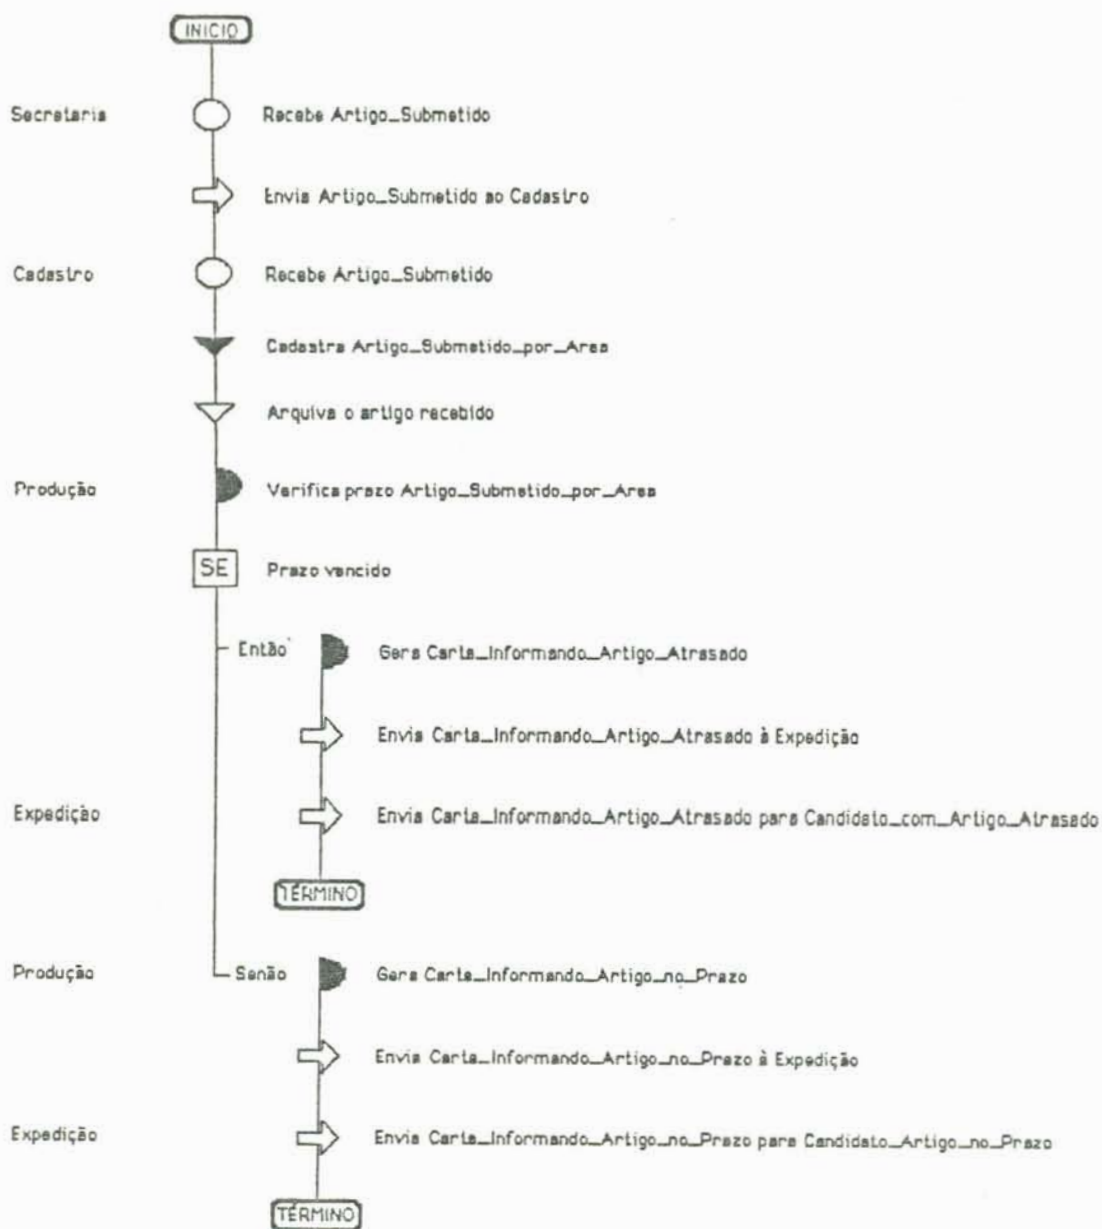 INICIO
Secretaria Recebe Artigo_Submetido
Envia Artigo_Submetido ao Cadastro
Cadastro Recebe Artigo_Submetido
Cadastra Artigo_Submetido_por_Area
Arquiva o artigo recebido
Produção Verifica prazo Artigo_Submetido_por_Area
SE Prazo vencido
Então Gera Carta_Informando_Artigo_Atrasado
Envia Carta_Informando_Artigo_Atrasado à Expedição
Expedição Envia Carta_Informando_Artigo_Atrasado para Candidato_com_Artigo_Atrasado
TÉRMINO
Produção Senão Gera Carta_Informando_Artigo_no_Prazo
Envia Carta_Informando_Artigo_no_Prazo à Expedição
Expedição Envia Carta_Informando_Artigo_no_Prazo para Candidato_Artigo_no_Prazo
TÉRMINO